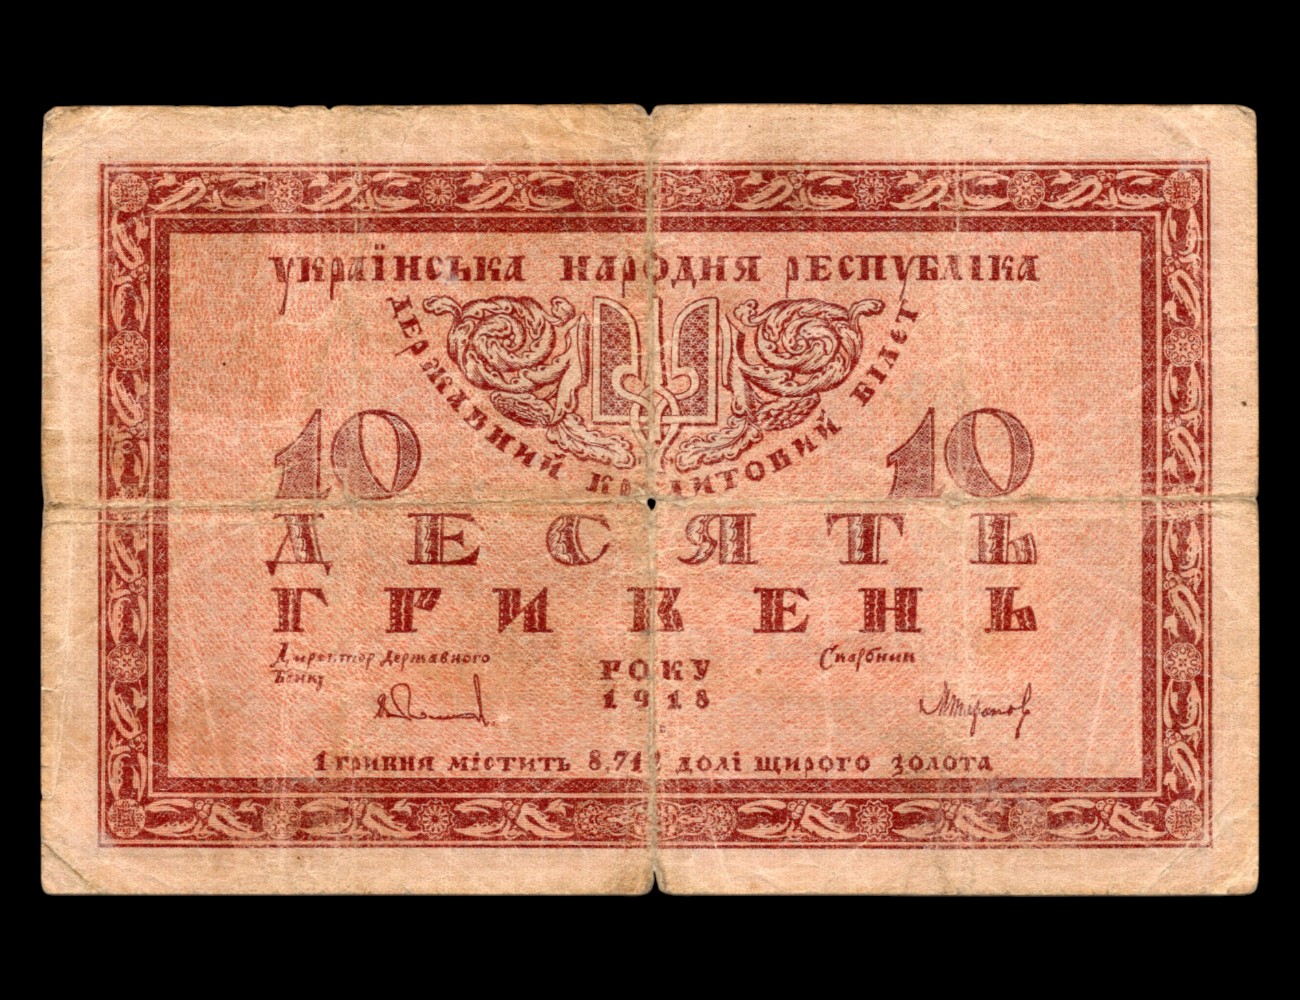 УКРАЇНСЬКА НАРОДНЯ РЕСПУБЛІКА
ДЕРЖАВНИЙ КРЕДИТОВИЙ БІЛЕТ
10 10
ДЕСЯТЬ
ГРИВЕНЬ
Директор Державного Банку
Скарбник
РОКУ
1918
1 гривня містить 8,712 долі щирого золота